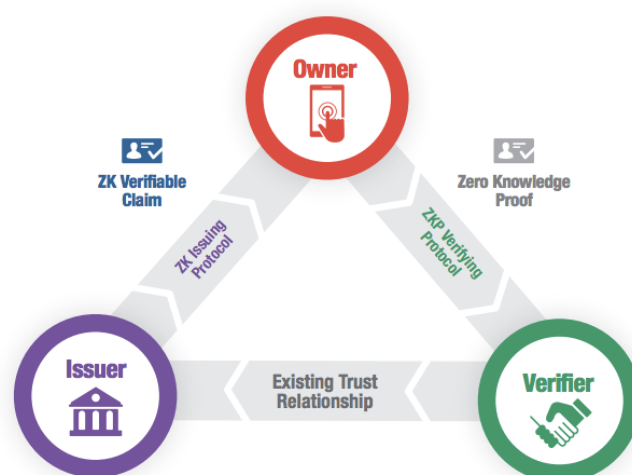 Owner
ZK Verifiable
Claim
Zero Knowledge
Proof
ZK Issuing
Protocol
ZKP Verifying
Protocol
Issuer
Existing Trust
Relationship
Verifier